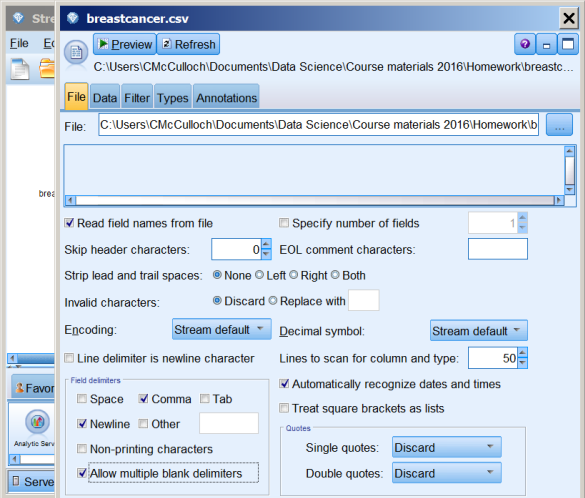 Stre
breastcancer.csv
File
Preview
Refresh
C:\Users\CMcCulloch\Documents\Data Science\Course materials 2016\Homework\breastc...
File Data Filter Types Annotations
File: C:\Users\CMcCulloch\Documents\Data Science\Course materials 2016\Homework\b ...
brea
Read field names from file
Specify number of fields 1
Skip header characters: 0
EOL comment characters:
Strip lead and trail spaces: None Left Right Both
Invalid characters: Discard Replace with
Encoding: Stream default
Decimal symbol: Stream default
Line delimiter is newline character
Lines to scan for column and type: 50
Favor
Analytic Serv
Serve
Field delimiters
Space Comma Tab
Newline Other
Non-printing characters
Allow multiple blank delimiters
Automatically recognize dates and times
Treat square brackets as lists
Quotes
Single quotes: Discard
Double quotes: Discard